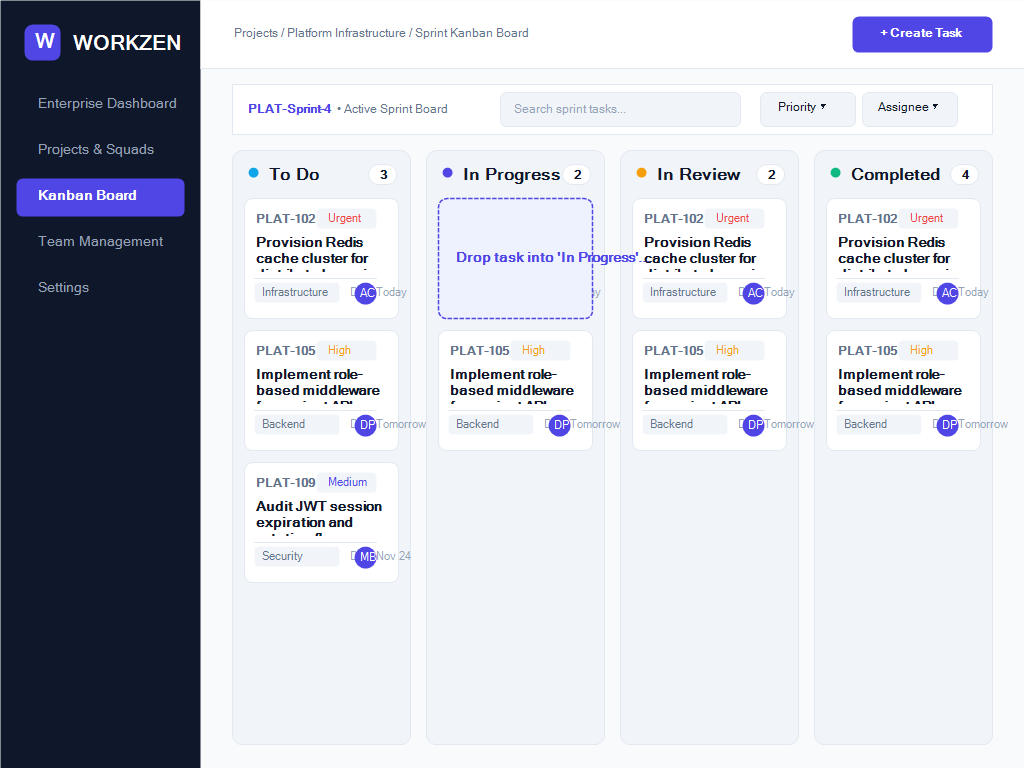 W WORKZEN
Enterprise Dashboard
Projects & Squads
Kanban Board
Team Management
Settings
Projects / Platform Infrastructure / Sprint Kanban Board
+ Create Task
PLAT-Sprint-4 • Active Sprint Board
Search sprint tasks...
Priority ▾
Assignee ▾
To Do 3
PLAT-102 Urgent
Provision Redis
cache cluster for
Infrastructure AC Today
PLAT-105 High
Implement role-
based middleware
Backend DP Tomorrow
PLAT-109 Medium
Audit JWT session
expiration and
Security MB Nov 24
In Progress 2
Drop task into 'In Progress'...
PLAT-105 High
Implement role-
based middleware
Backend DP Tomorrow
In Review 2
PLAT-102 Urgent
Provision Redis
cache cluster for
Infrastructure AC Today
PLAT-105 High
Implement role-
based middleware
Backend DP Tomorrow
Completed 4
PLAT-102 Urgent
Provision Redis
cache cluster for
Infrastructure AC Today
PLAT-105 High
Implement role-
based middleware
Backend DP Tomorrow